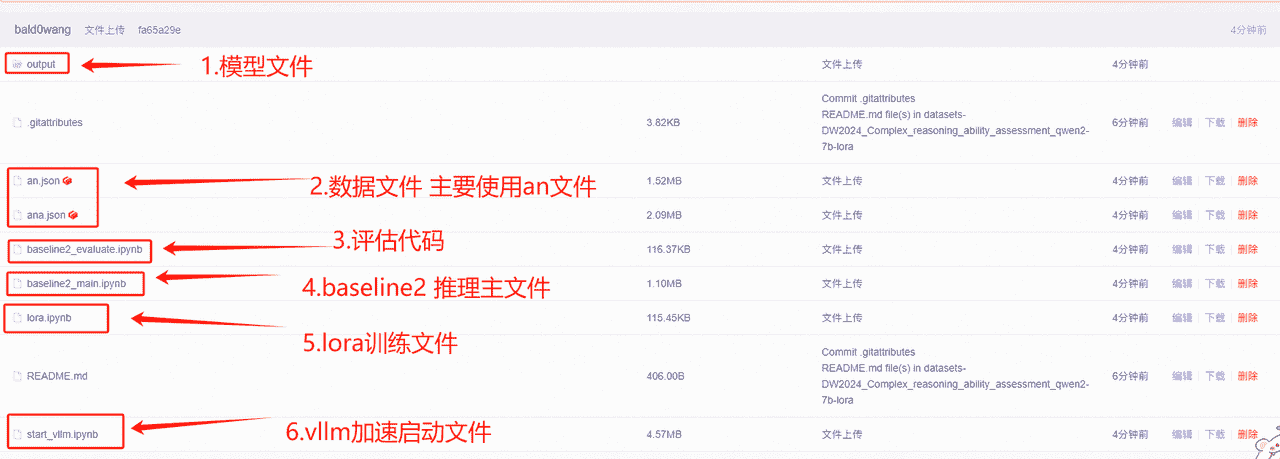 bald0wang 文件上传 fa65a29e 4分钟前
output 1.模型文件 文件上传 4分钟前
.gitattributes 3.82KB Commit .gitattributes 6分钟前 编辑 下载 删除
README.md file(s) in datasets-
DW2024_Complex_reasoning_ability_assessment_qwen2-
7b-lora
an.json 2.数据文件 主要使用an文件 1.52MB 文件上传 4分钟前 编辑 下载 删除
ana.json 2.09MB 文件上传 4分钟前 编辑 下载 删除
baseline2_evaluate.ipynb 3.评估代码 116.37KB 文件上传 4分钟前 编辑 下载 删除
baseline2_main.ipynb 4.baseline2 推理主文件 1.10MB 文件上传 4分钟前 编辑 下载 删除
lora.ipynb 5.lora训练文件 115.45KB 文件上传 4分钟前 编辑 下载 删除
README.md 406.00B Commit .gitattributes 6分钟前 编辑 下载 删除
README.md file(s) in datasets-
DW2024_Complex_reasoning_ability_assessment_qwen2-
7b-lora
start_vllm.ipynb 6.vllm加速启动文件 4.57MB 文件上传 4分钟前 编辑 下载 删除